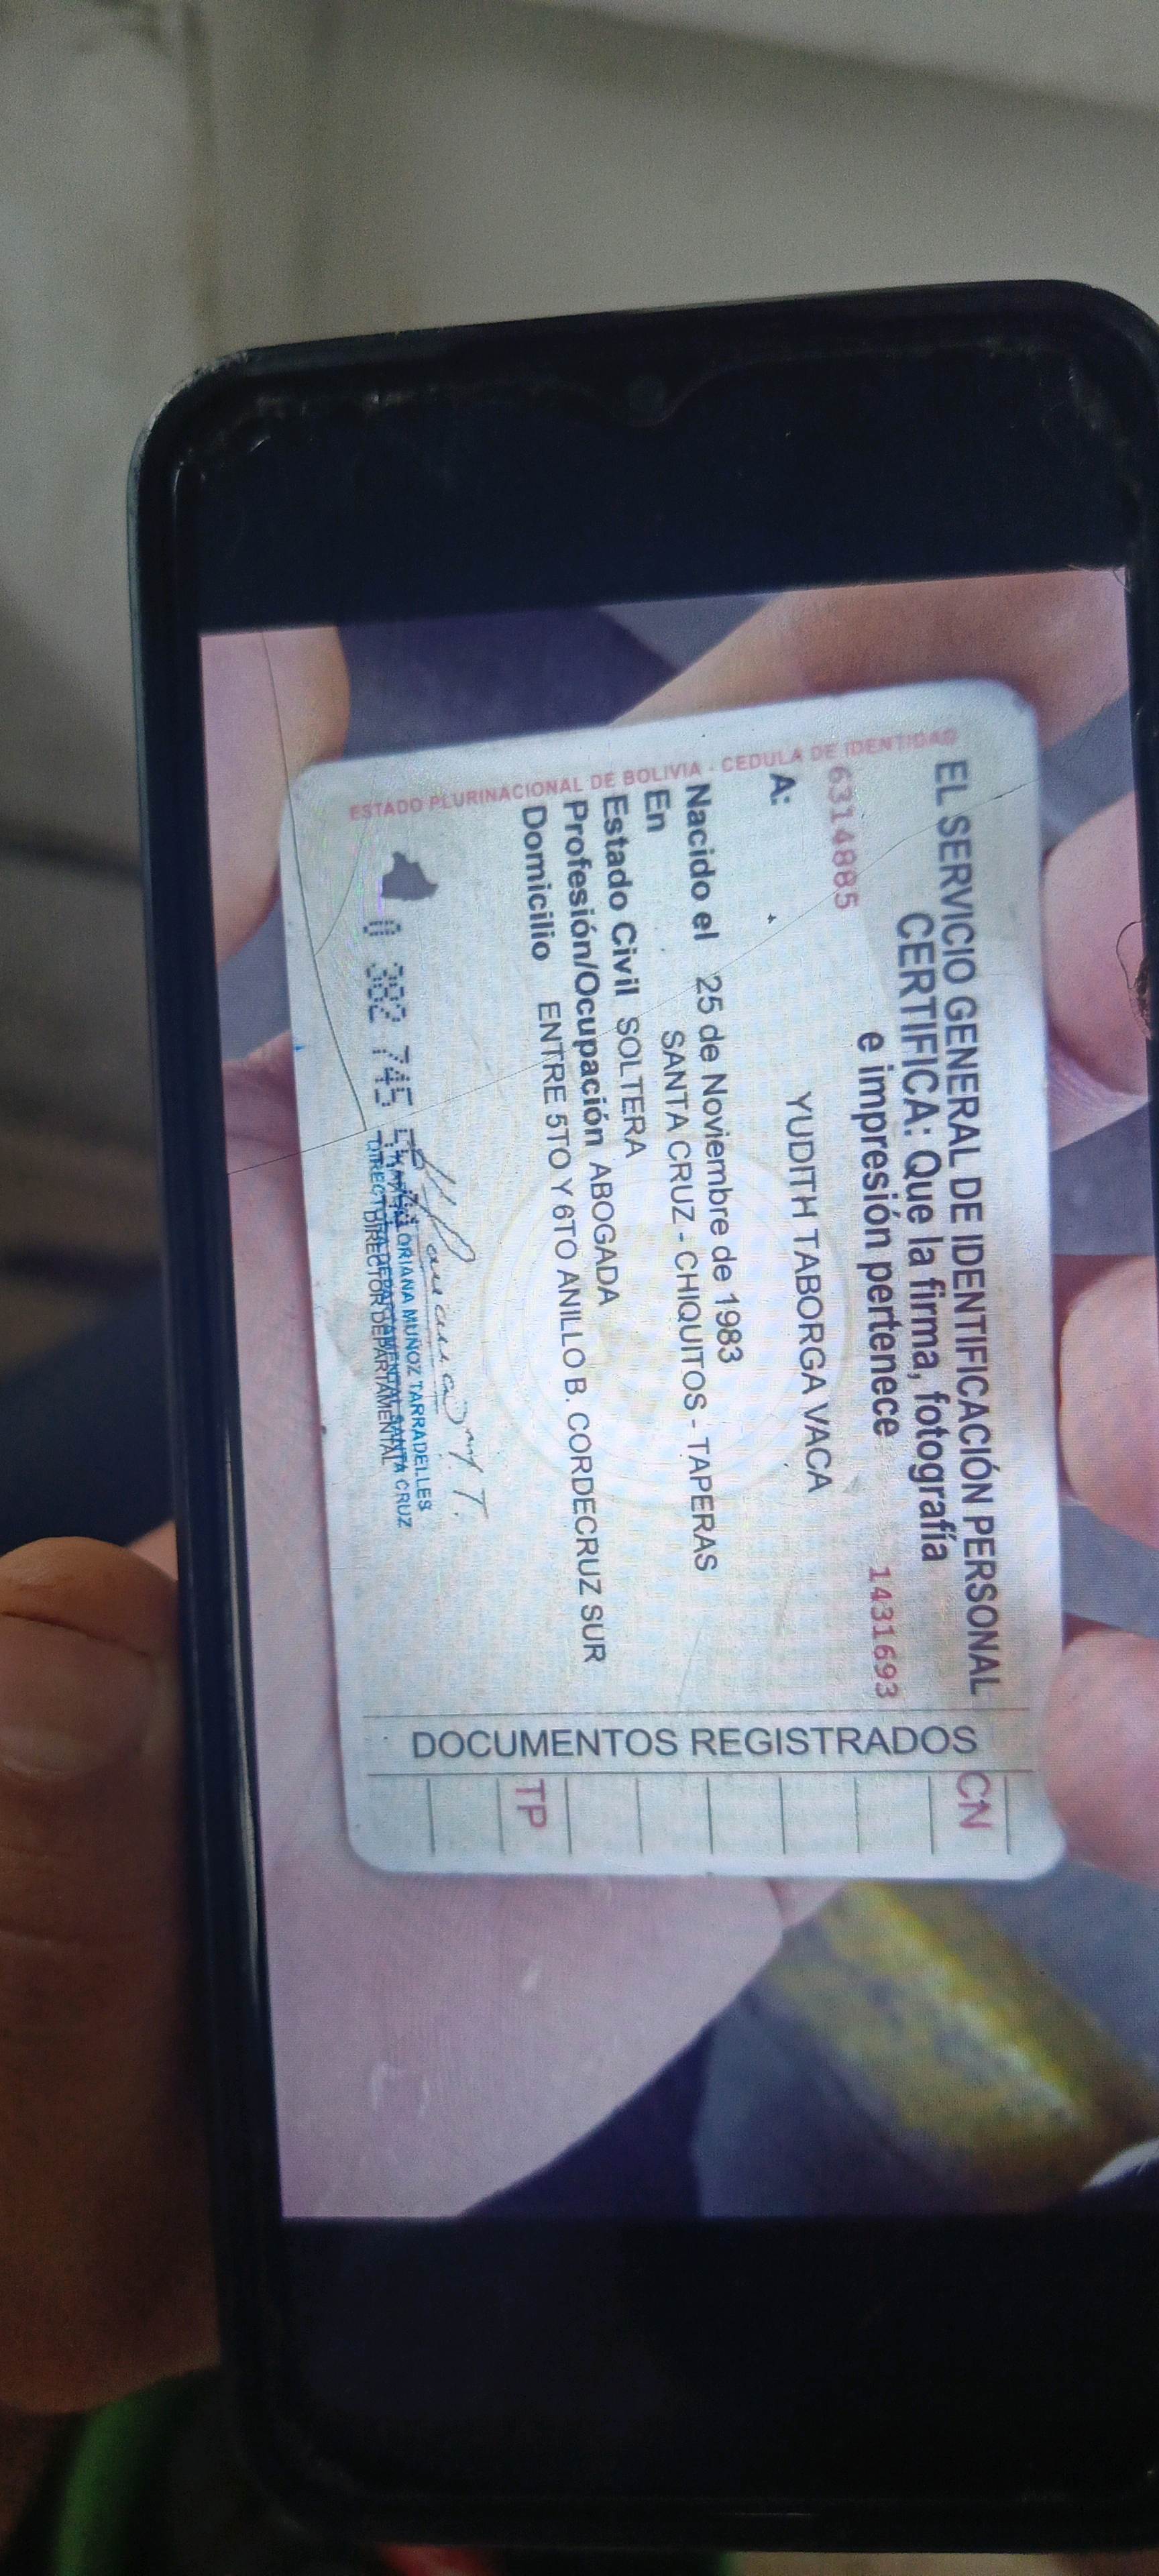 EL SERVICIO GENERAL DE IDENTIFICACIÓN PERSONAL
CERTIFICA: Que la firma, fotografía
e impresión pertenece
1431693
6314885
A: YUDITH TABORGA VACA
Nacido el 25 de Noviembre de 1983
En SANTA CRUZ - CHIQUITOS - TAPERAS
Estado Civil SOLTERA
Profesión/Ocupación ABOGADA
Domicilio ENTRE 5TO Y 6TO ANILLO B. CORDECRUZ SUR
ORIANA MUÑOZ TARRADELLES
SANTA CRUZ
DIRECTOR DEPARTAMENTAL
0 382 745
ESTADO PLURINACIONAL DE BOLIVIA - CEDULA DE IDENTIDAD
DOCUMENTOS REGISTRADOS
CN
TP